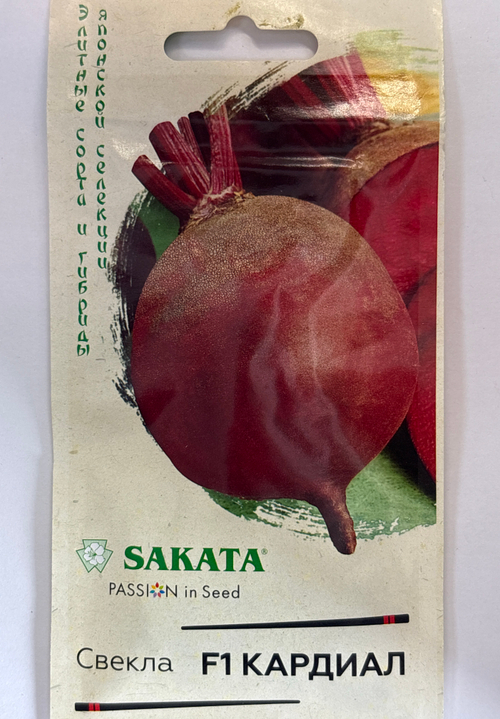 Элитные сорта и гибриды
японской селекции
SAKATA®
PASSION in Seed
Свекла F1 КАРДИАЛ